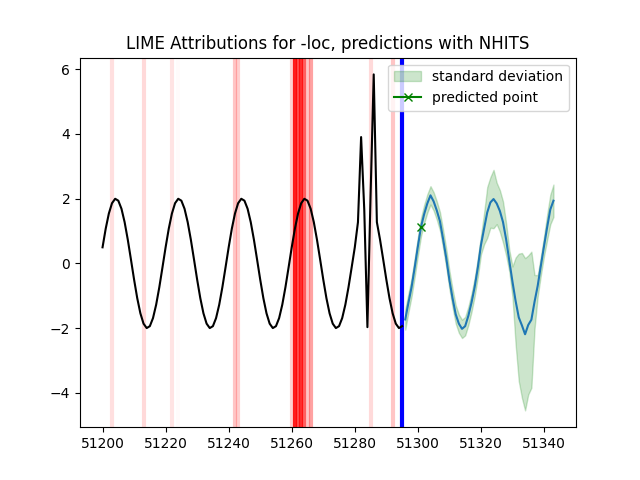 LIME Attributions for -loc, predictions with NHITS
6
4
2
0
−2
−4
standard deviation
predicted point
51200 51220 51240 51260 51280 51300 51320 51340